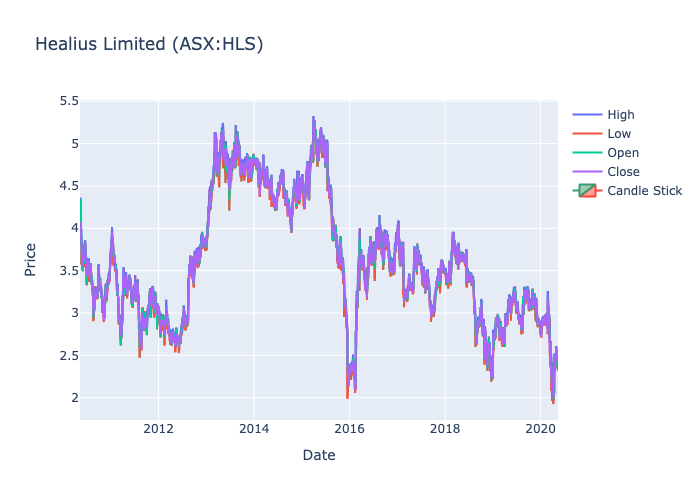 Healius Limited (ASX:HLS)
5.5
5
4.5
4
3.5
3
2.5
2
Price
2012
2014
2016
2018
2020
Date
High
Low
Open
Close
Candle Stick